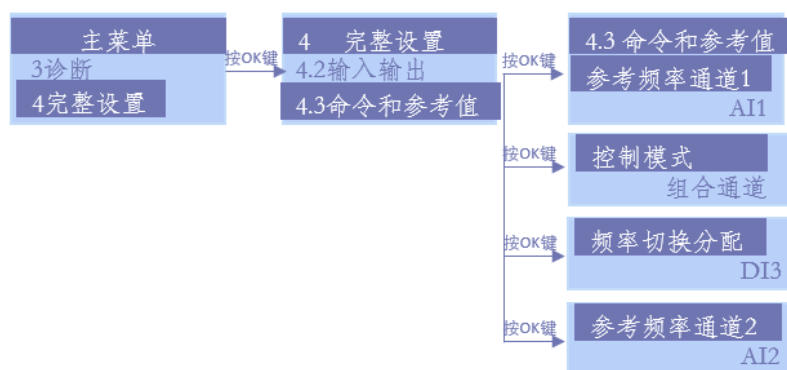 主菜单
3诊断
4完整设置
按OK键
4 完整设置
4.2输入输出
4.3命令和参考值
按OK键
4.3 命令和参考值
参考频率通道1
AI1
按OK键
控制模式
组合通道
按OK键
频率切换分配
DI3
按OK键
参考频率通道2
AI2